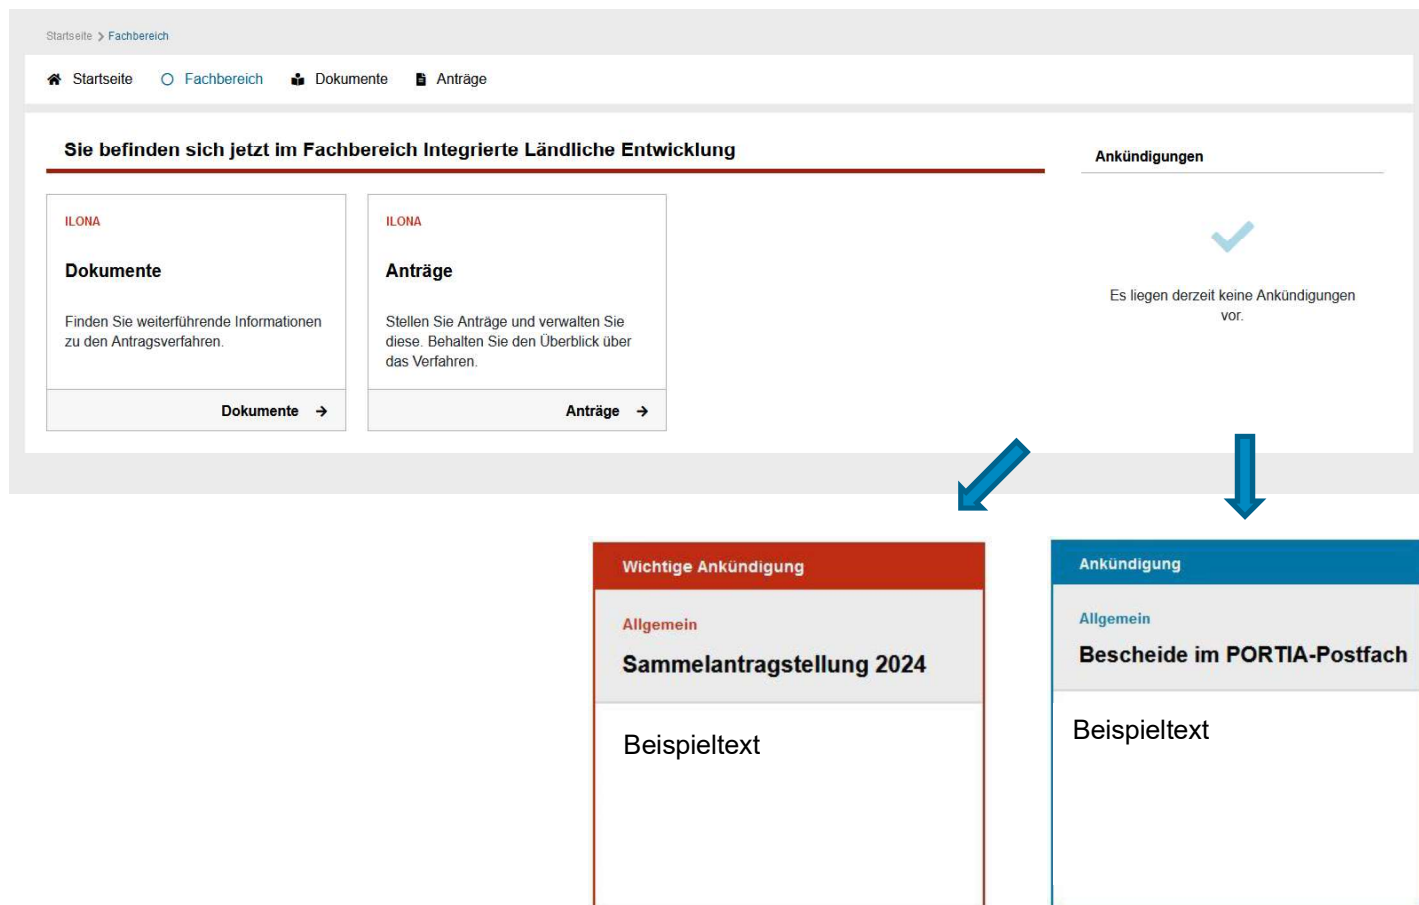 Startseite > Fachbereich
Startseite Fachbereich Dokumente Anträge
Sie befinden sich jetzt im Fachbereich Integrierte Ländliche Entwicklung
ILONA
Dokumente
Finden Sie weiterführende Informationen
zu den Antragsverfahren.
Dokumente →
ILONA
Anträge
Stellen Sie Anträge und verwalten Sie
diese. Behalten Sie den Überblick über
das Verfahren.
Anträge →
Ankündigungen
Es liegen derzeit keine Ankündigungen
vor.
Wichtige Ankündigung
Allgemein
Sammelantragstellung 2024
Beispieltext
Ankündigung
Allgemein
Bescheide im PORTIA-Postfach
Beispieltext